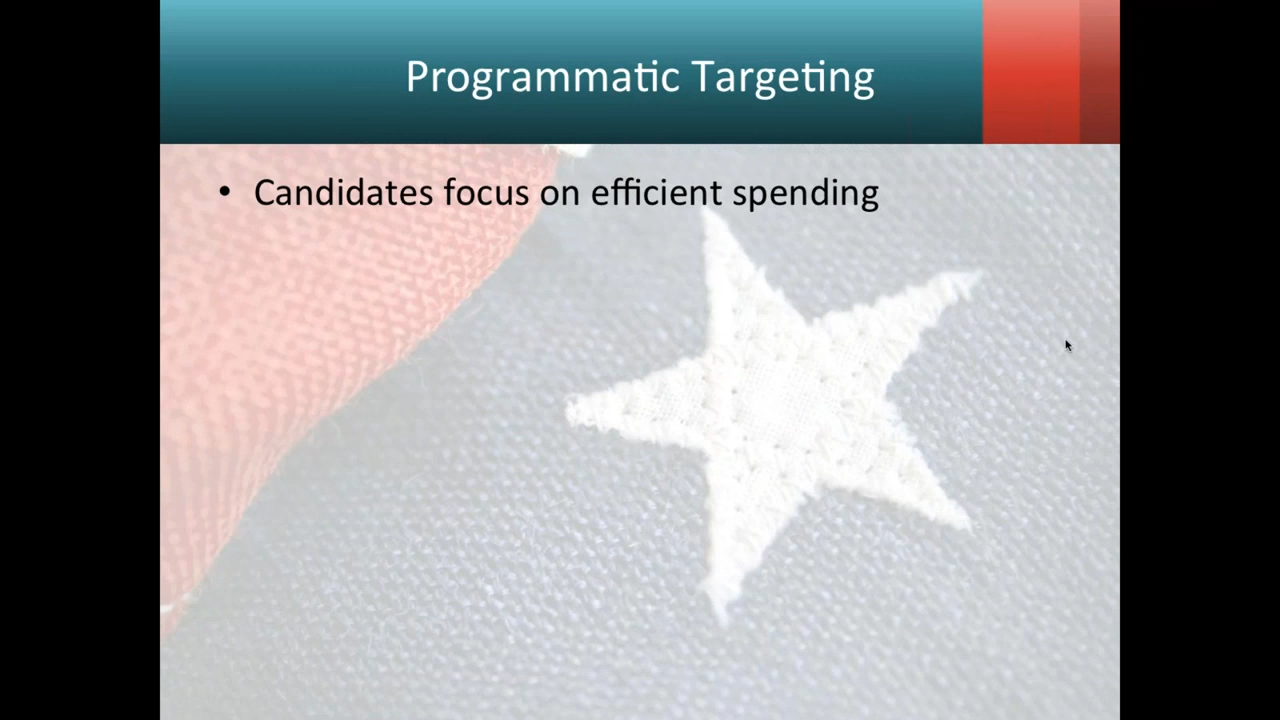 Programmatic Targeting
• Candidates focus on efficient spending